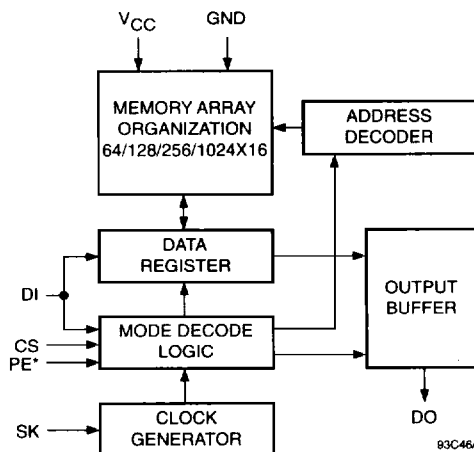 VCC
GND
MEMORY ARRAY
ORGANIZATION
64/128/256/1024X16
ADDRESS
DECODER
DATA
REGISTER
DI
OUTPUT
BUFFER
MODE DECODE
LOGIC
CS
PE*
CLOCK
GENERATOR
SK
DO